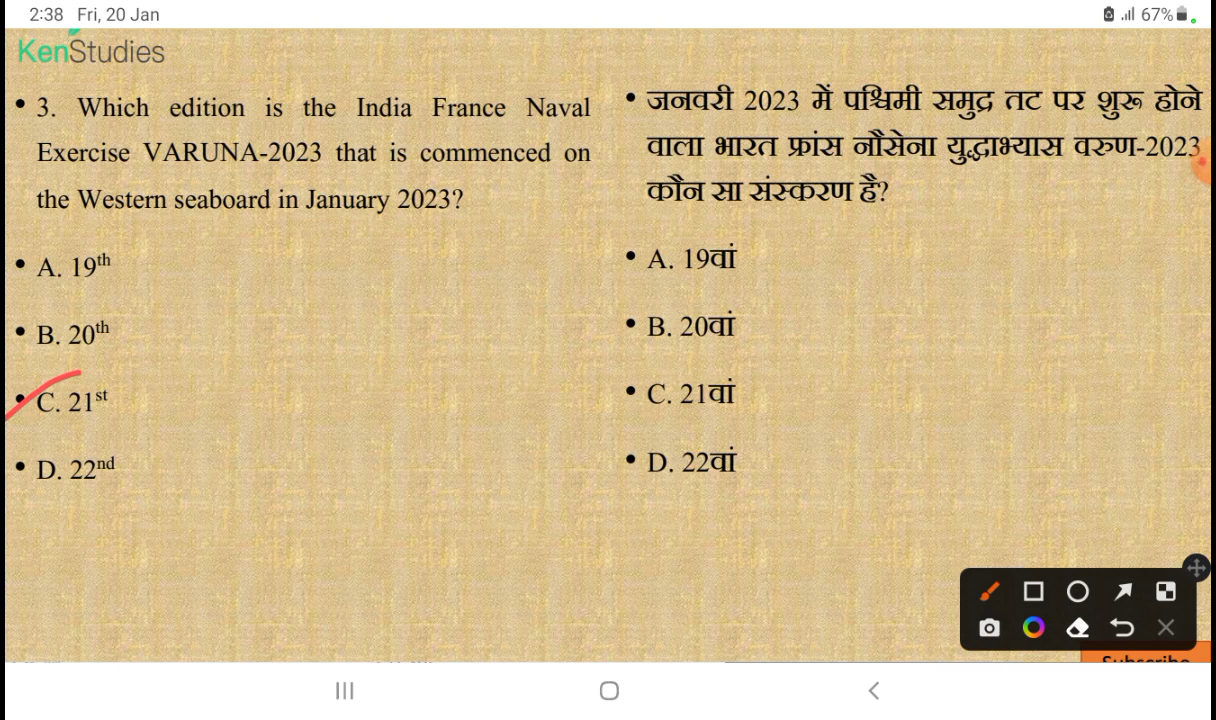 2:38 Fri, 20 Jan
67%
KenStudies
• 3. Which edition is the India France Naval
Exercise VARUNA-2023 that is commenced on
the Western seaboard in January 2023?
• A. 19th
• B. 20th
• C. 21st
• D. 22nd
• जनवरी 2023 में पश्चिमी समुद्र तट पर शुरू होने
वाला भारत फ्रांस नौसेना युद्धाभ्यास वरुण-2023
कौन सा संस्करण है?
• A. 19वां
• B. 20वां
• C. 21वां
• D. 22वां
Subscribe